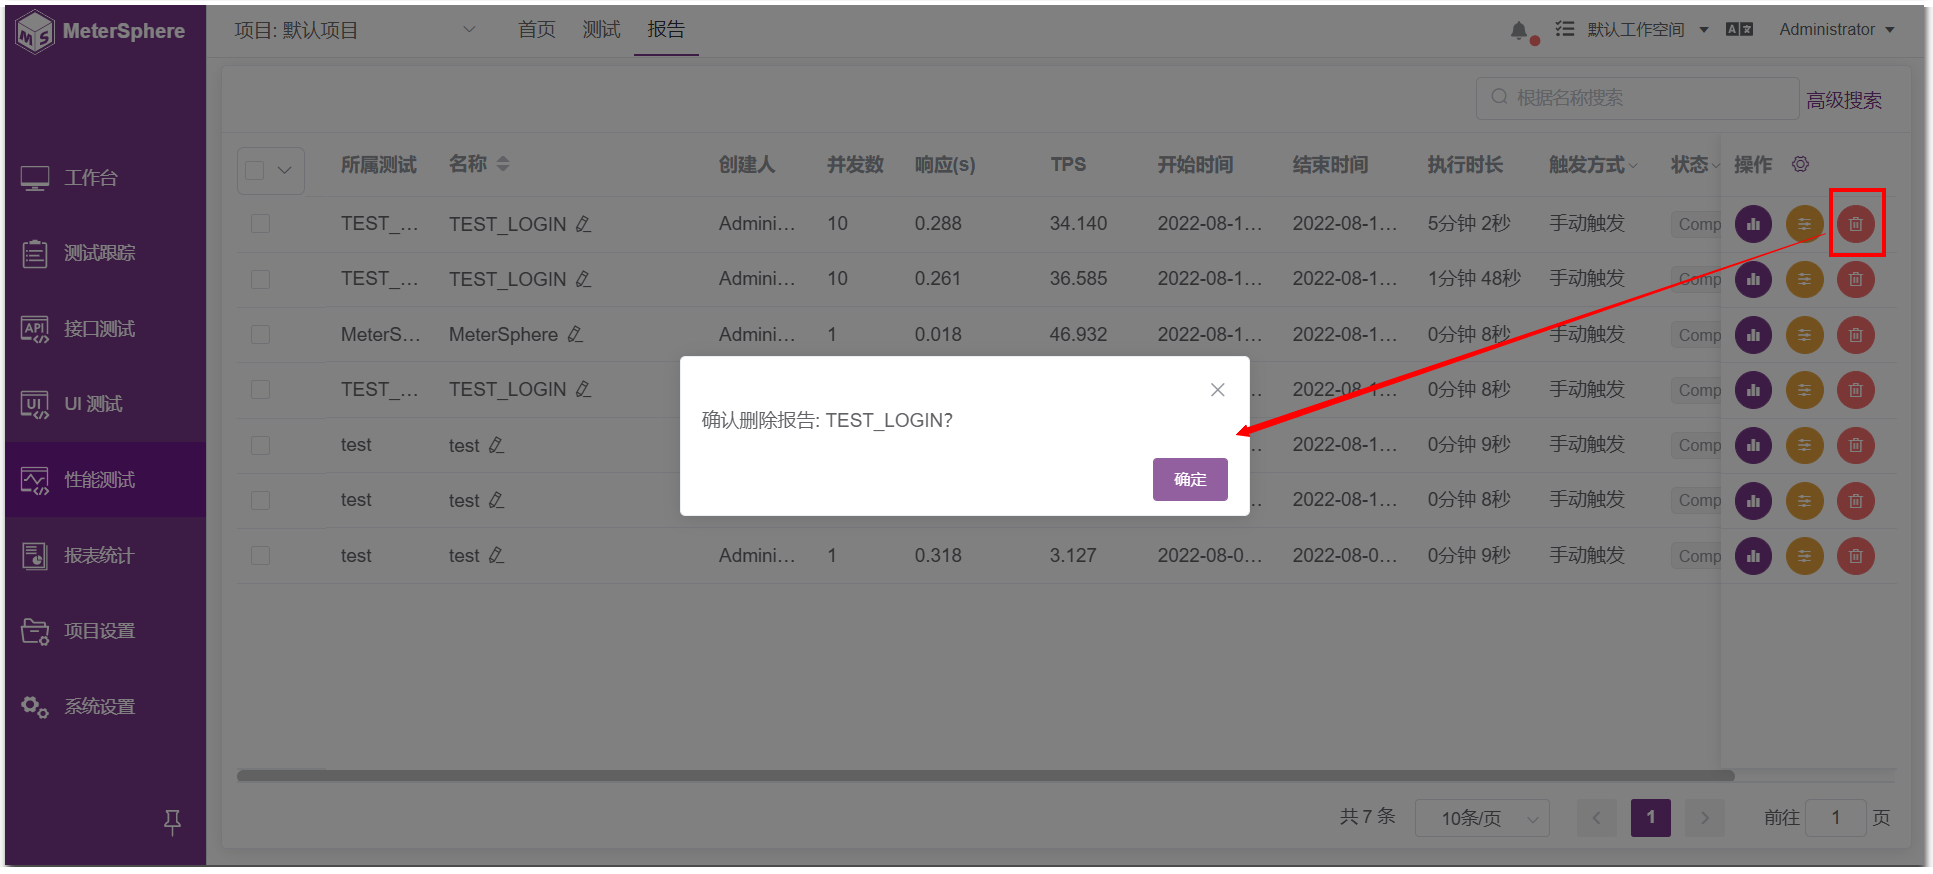 MeterSphere
项目: 默认项目 首页 测试 报告 默认工作空间 Administrator
根据名称搜索 高级搜索
工作台
测试跟踪
接口测试
UI 测试
性能测试
报表统计
项目设置
系统设置
所属测试 名称 创建人 并发数 响应(s) TPS 开始时间 结束时间 执行时长 触发方式 状态 操作
TEST_... TEST_LOGIN Admini... 10 0.288 34.140 2022-08-1... 2022-08-1... 5分钟 2秒 手动触发 Comp
TEST_... TEST_LOGIN Admini... 10 0.261 36.585 2022-08-1... 2022-08-1... 1分钟 48秒 手动触发 Comp
MeterS... MeterSphere Admini... 1 0.018 46.932 2022-08-1... 2022-08-1... 0分钟 8秒 手动触发 Comp
TEST_... TEST_LOGIN 2022-08-1... 0分钟 8秒 手动触发 Comp
test test 2022-08-1... 0分钟 9秒 手动触发 Comp
test test 2022-08-1... 0分钟 8秒 手动触发 Comp
test test Admini... 1 0.318 3.127 2022-08-0... 2022-08-0... 0分钟 9秒 手动触发 Comp
确认删除报告: TEST_LOGIN?
确定
共 7 条 10条/页 1 前往 1 页